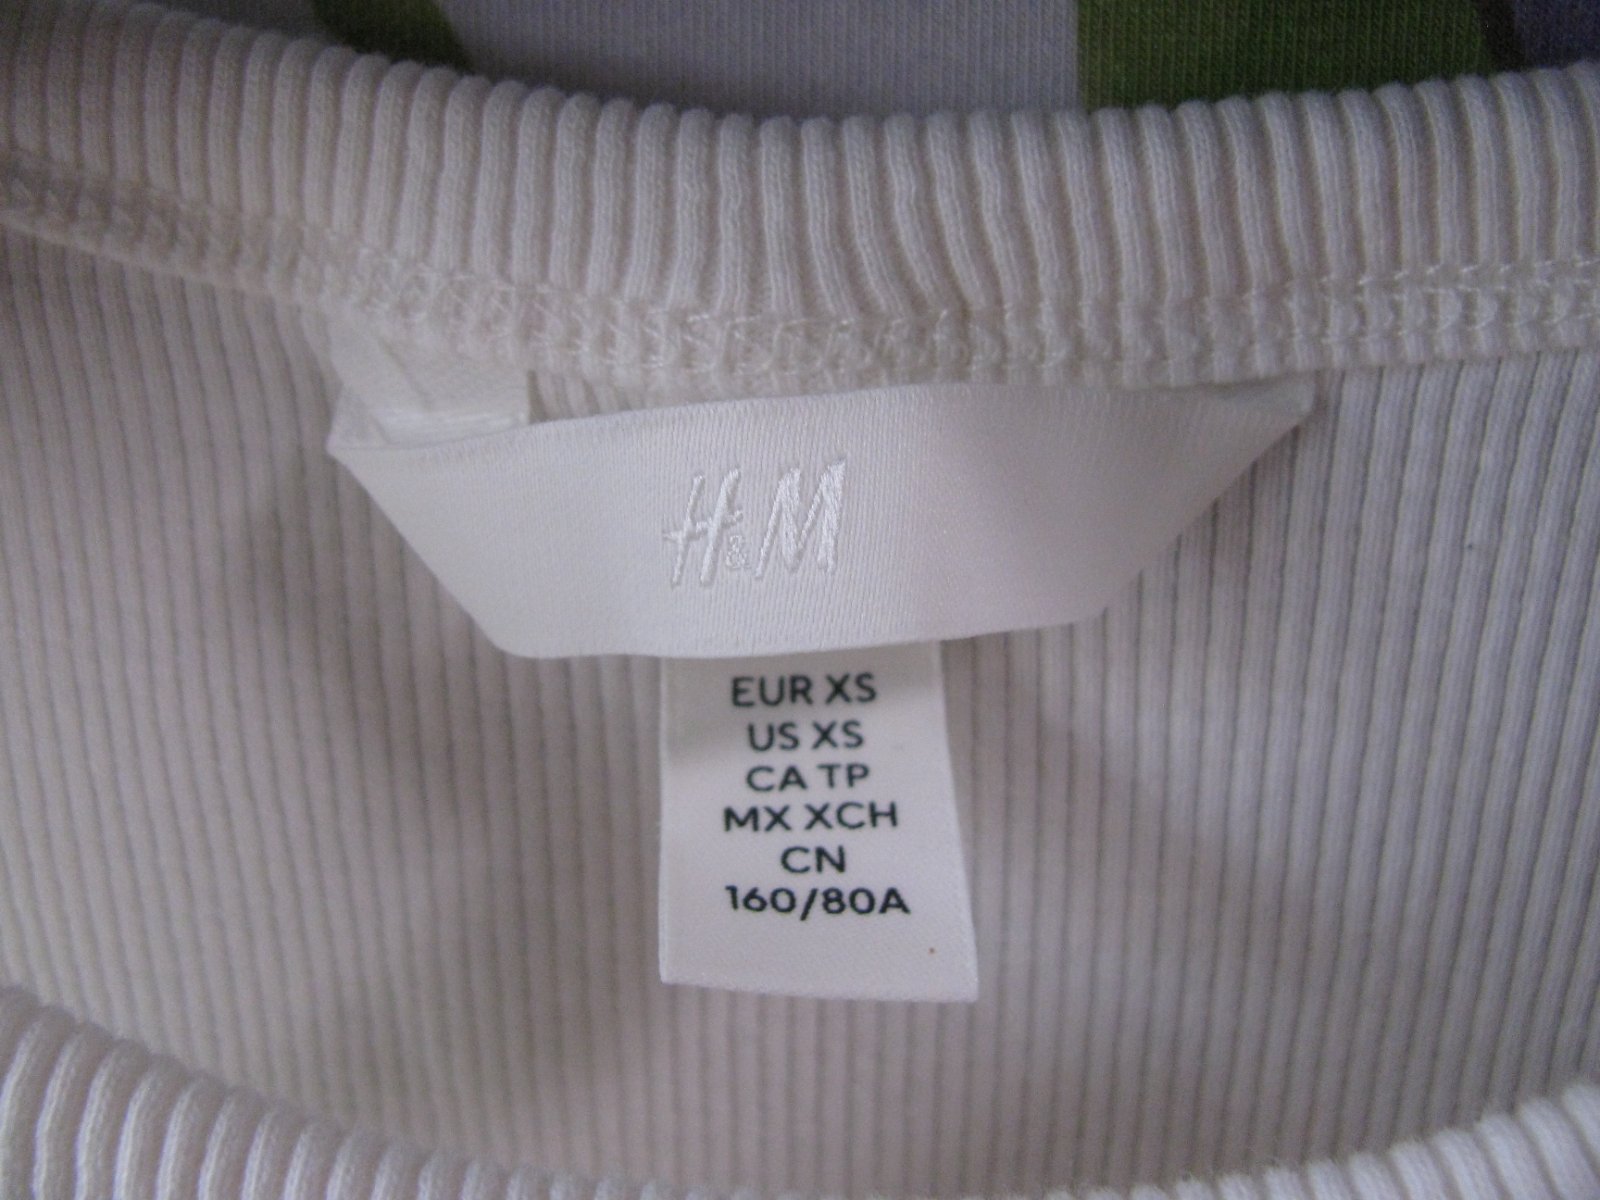 H&M
EUR XS
US XS
CA TP
MX XCH
CN
160/80A